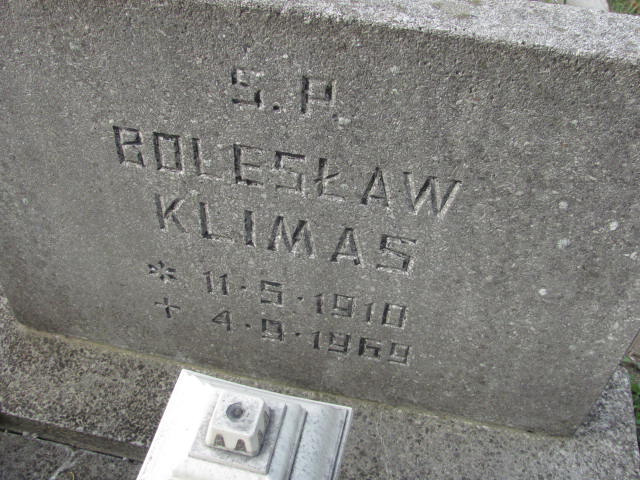 Ś.P.
BOLESŁAW
KLIMAS
* 11·5·1910
+ 4·9·1969